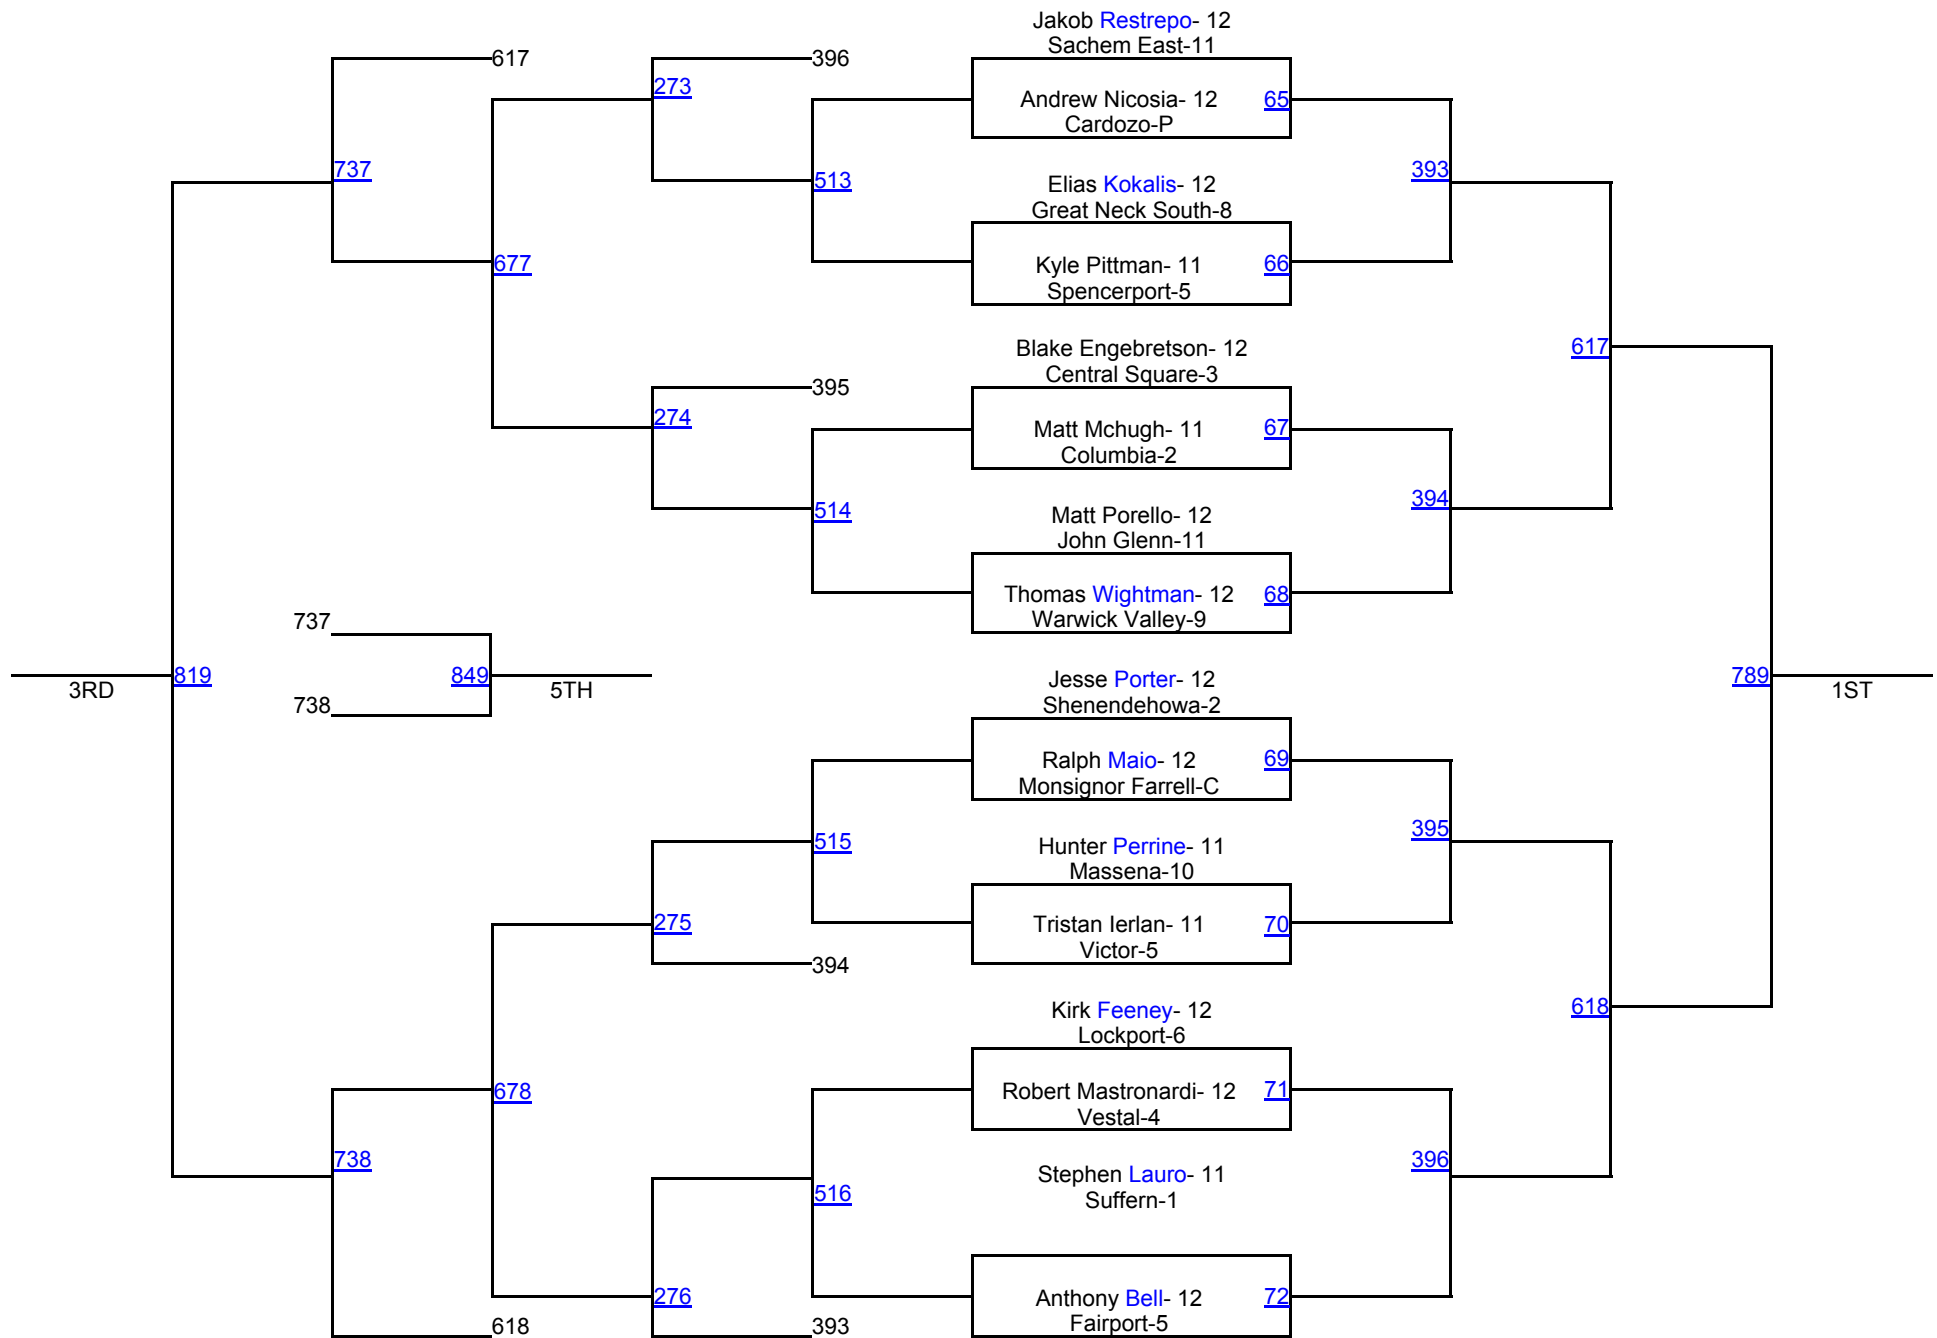 Jakob Restrepo- 12
Sachem East-11
617
396
273
Andrew Nicosia- 12
65
Cardozo-P
737
513
Elias Kokalis- 12
393
Great Neck South-8
677
Kyle Pittman- 11
66
Spencerport-5
Blake Engebretson- 12
617
Central Square-3
395
274
Matt Mchugh- 11
67
Columbia-2
514
Matt Porello- 12
394
John Glenn-11
Thomas Wightman- 12
68
Warwick Valley-9
737
819
849
Jesse Porter- 12
789
3RD
5TH
1ST
738
Shenendehowa-2
Ralph Maio- 12
69
Monsignor Farrell-C
515
Hunter Perrine- 11
395
Massena-10
275
Tristan Ierlan- 11
70
Victor-5
394
Kirk Feeney- 12
618
Lockport-6
678
Robert Mastronardi- 12
71
Vestal-4
738
516
Stephen Lauro- 11
396
Suffern-1
276
Anthony Bell- 12
72
Fairport-5
618
393